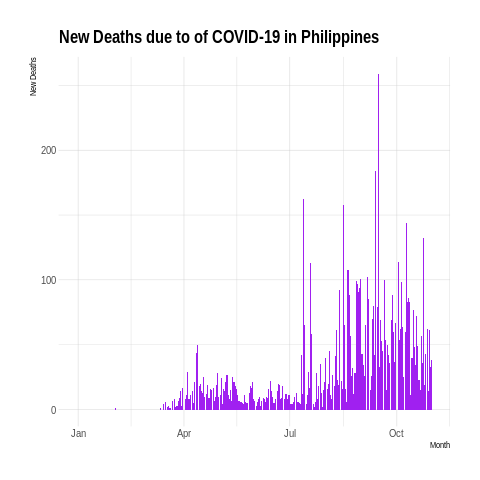 New Deaths due to of COVID-19 in Philippines
New Deaths
200
100
0
Jan Apr Jul Oct
Month